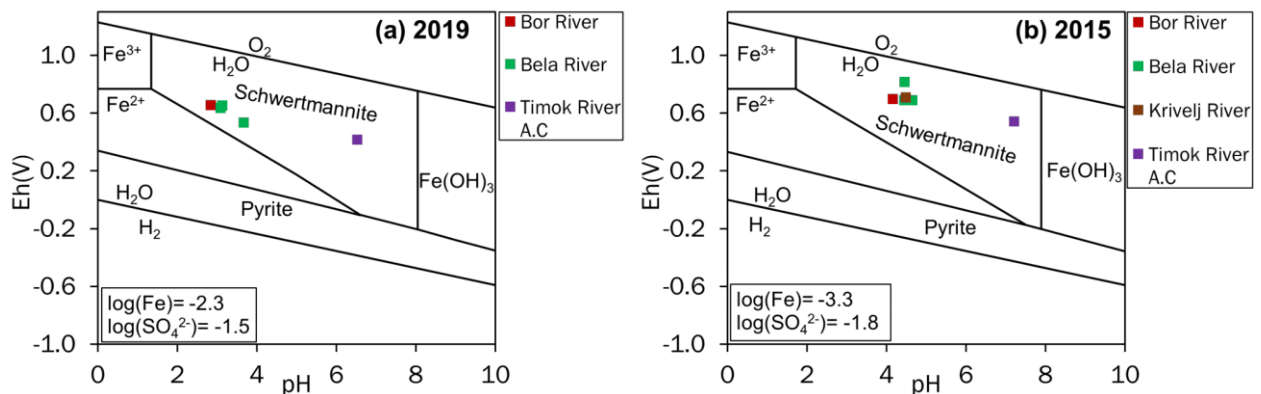 (a) 2019
Eh(V)
1.0
0.6
0.2
-0.2
-0.6
-1.0
0
2
4
6
8
10
pH
O₂
H₂O
Fe³⁺
Fe²⁺
Schwertmannite
Fe(OH)₃
Pyrite
H₂O
H₂
log(Fe)= -2.3
log(SO₄²⁻)= -1.5
Bor River
Bela River
Timok River
A.C
(b) 2015
Eh(V)
1.0
0.6
0.2
-0.2
-0.6
-1.0
0
2
4
6
8
10
pH
O₂
H₂O
Fe³⁺
Fe²⁺
Schwertmannite
Fe(OH)₃
Pyrite
H₂O
H₂
log(Fe)= -3.3
log(SO₄²⁻)= -1.8
Bor River
Bela River
Krivelj River
Timok River
A.C